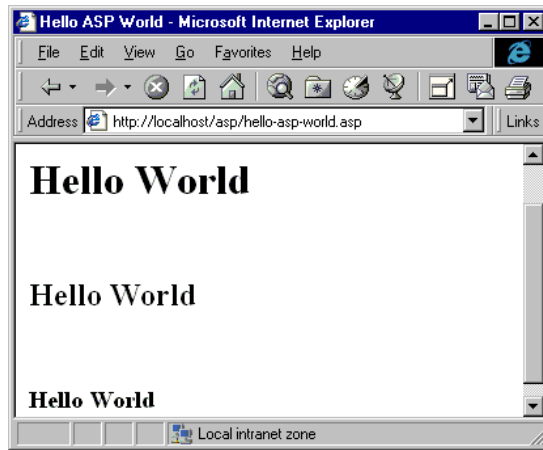 Hello ASP World - Microsoft Internet Explorer
File Edit View Go Favorites Help
Address http://localhost/asp/hello-asp-world.asp Links
Hello World
Hello World
Hello World
Local intranet zone